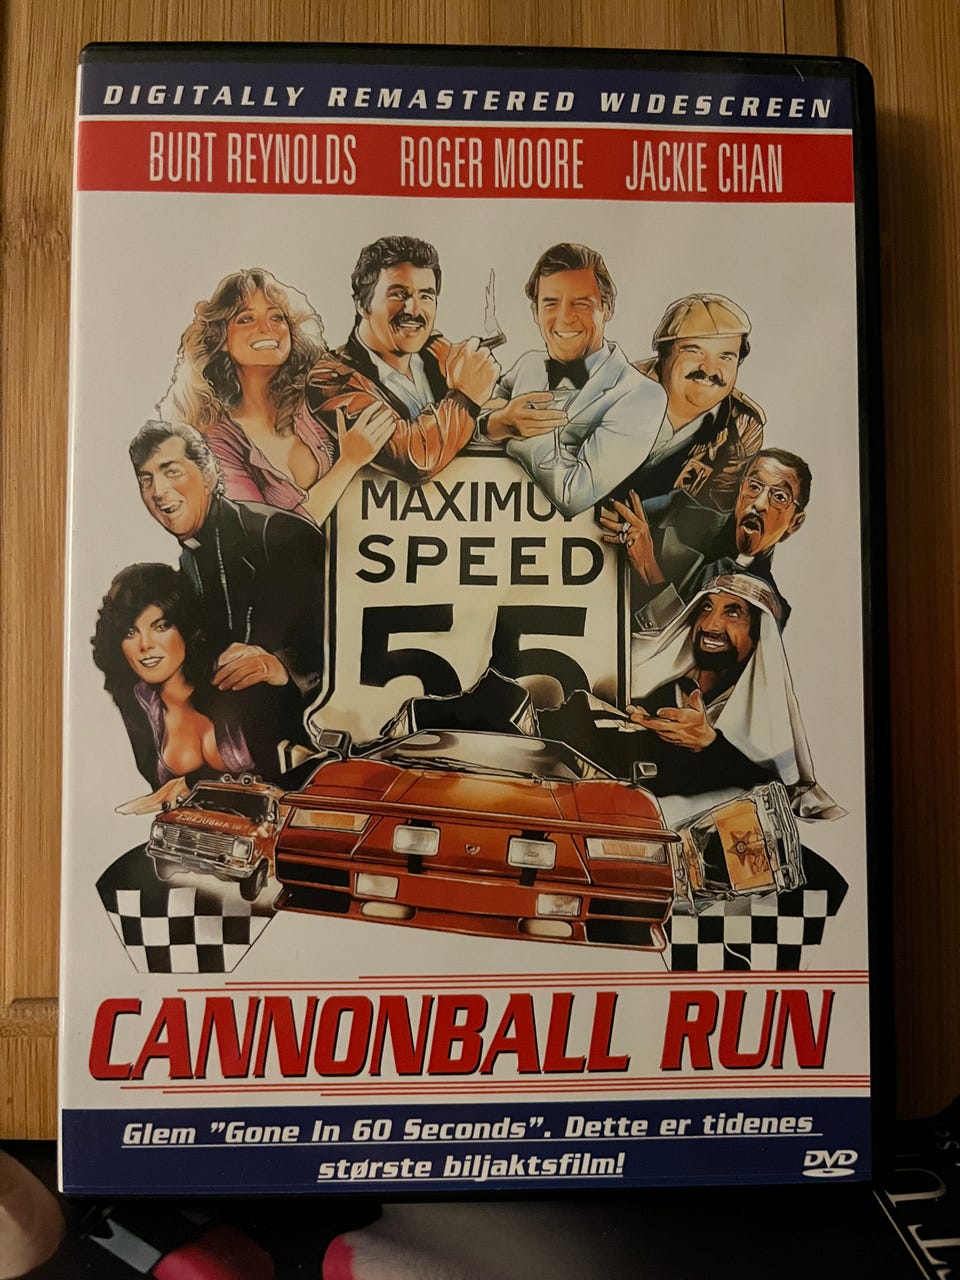 DIGITALLY REMASTERED WIDESCREEN
BURT REYNOLDS ROGER MOORE JACKIE CHAN
MAXIMUM
SPEED
55
CANNONBALL RUN
Glem "Gone In 60 Seconds". Dette er tidenes
største biljaktsfilm!
DVD